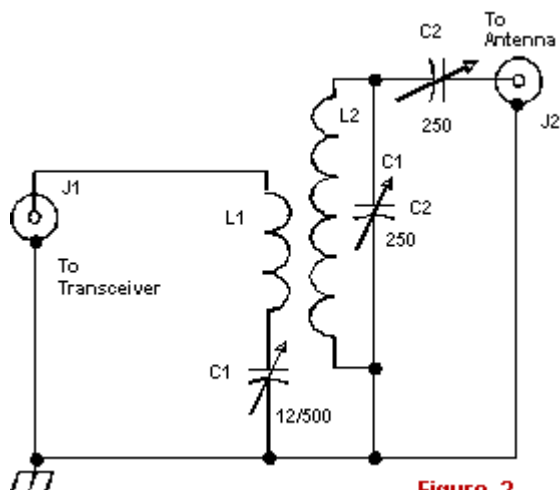 C2
To
Antenna
J2
250
L2
C1
C2
250
J1
L1
To
Transceiver
C1
12/500
Figure 2